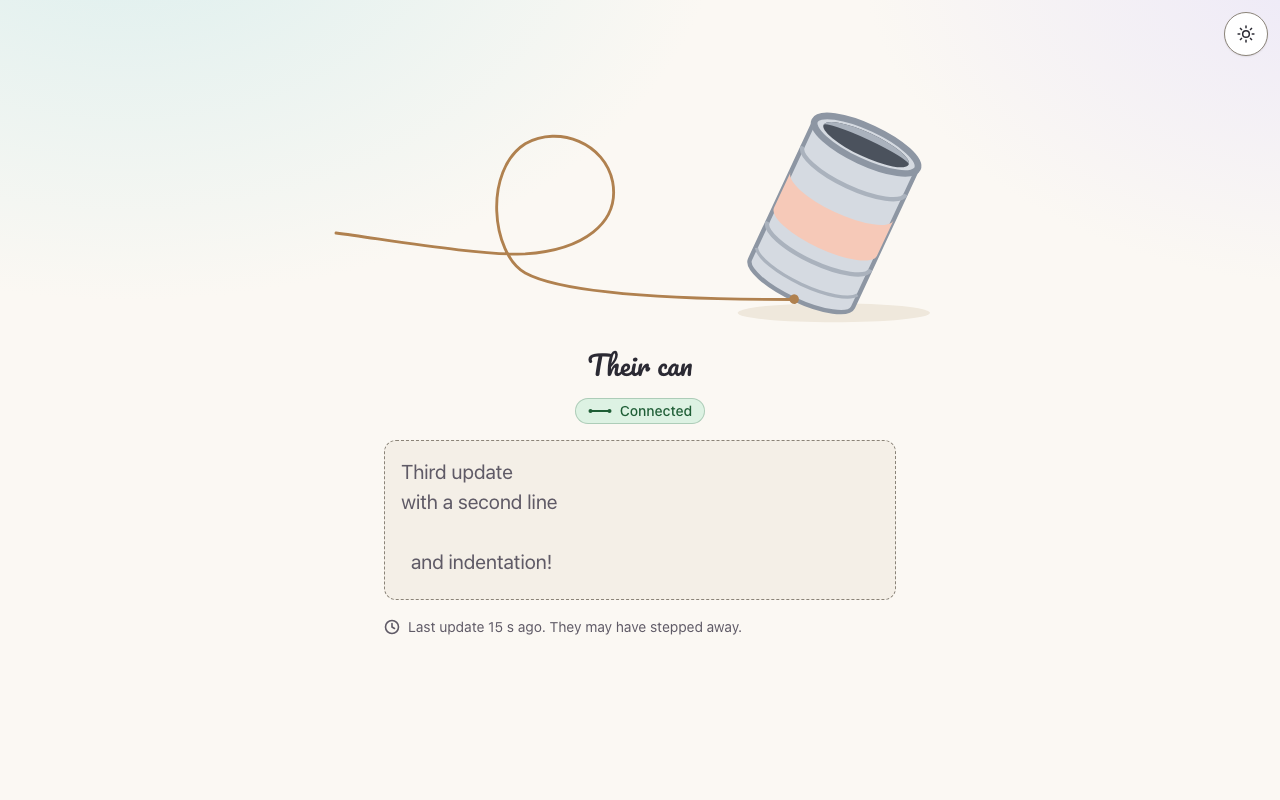 Their can
Connected
Third update
with a second line

  and indentation!
Last update 15 s ago. They may have stepped away.